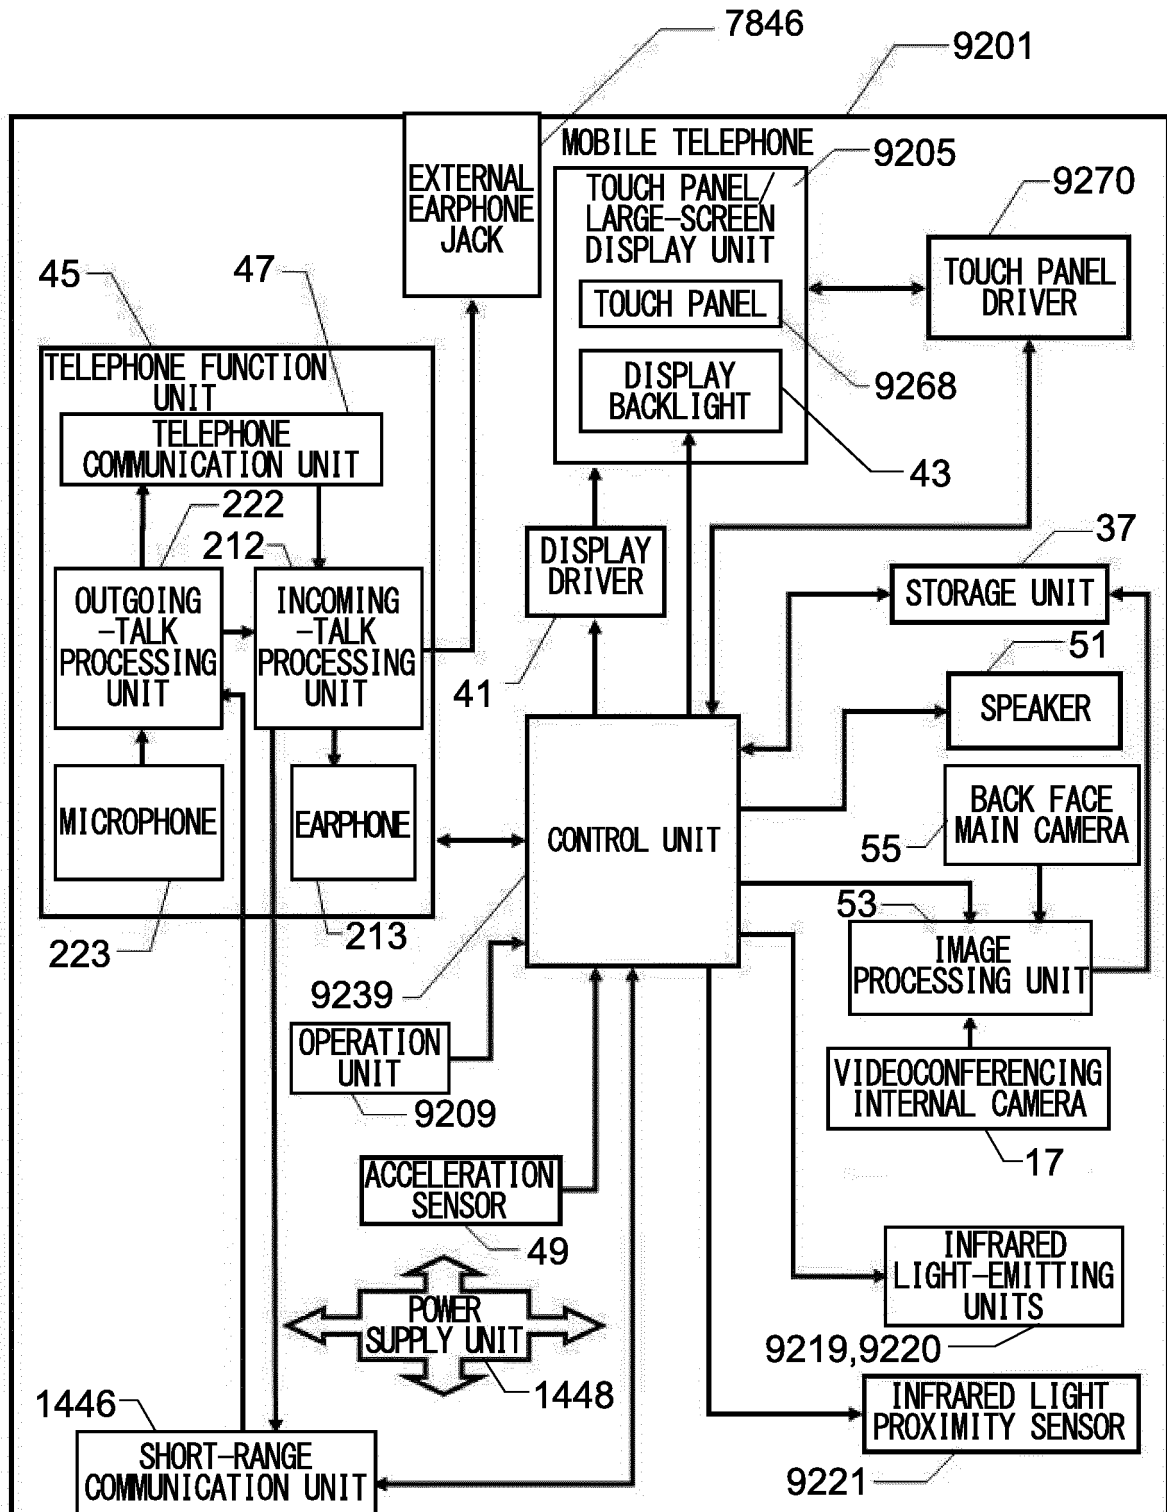 7846
9201
MOBILE TELEPHONE
EXTERNAL
EARPHONE
JACK
9205
TOUCH PANEL
LARGE-SCREEN
DISPLAY UNIT
TOUCH PANEL
9268
DISPLAY
BACKLIGHT
43
9270
TOUCH PANEL
DRIVER
45
47
TELEPHONE FUNCTION
UNIT
TELEPHONE
COMMUNICATION UNIT
222
212
OUTGOING
-TALK
PROCESSING
UNIT
INCOMING
-TALK
PROCESSING
UNIT
MICROPHONE
EARPHONE
223
213
DISPLAY
DRIVER
41
37
STORAGE UNIT
51
SPEAKER
BACK FACE
MAIN CAMERA
55
CONTROL UNIT
9239
53
IMAGE
PROCESSING UNIT
VIDEOCONFERENCING
INTERNAL CAMERA
17
OPERATION
UNIT
9209
ACCELERATION
SENSOR
49
POWER
SUPPLY UNIT
1448
INFRARED
LIGHT-EMITTING
UNITS
9219,9220
1446
SHORT-RANGE
COMMUNICATION UNIT
INFRARED LIGHT
PROXIMITY SENSOR
9221